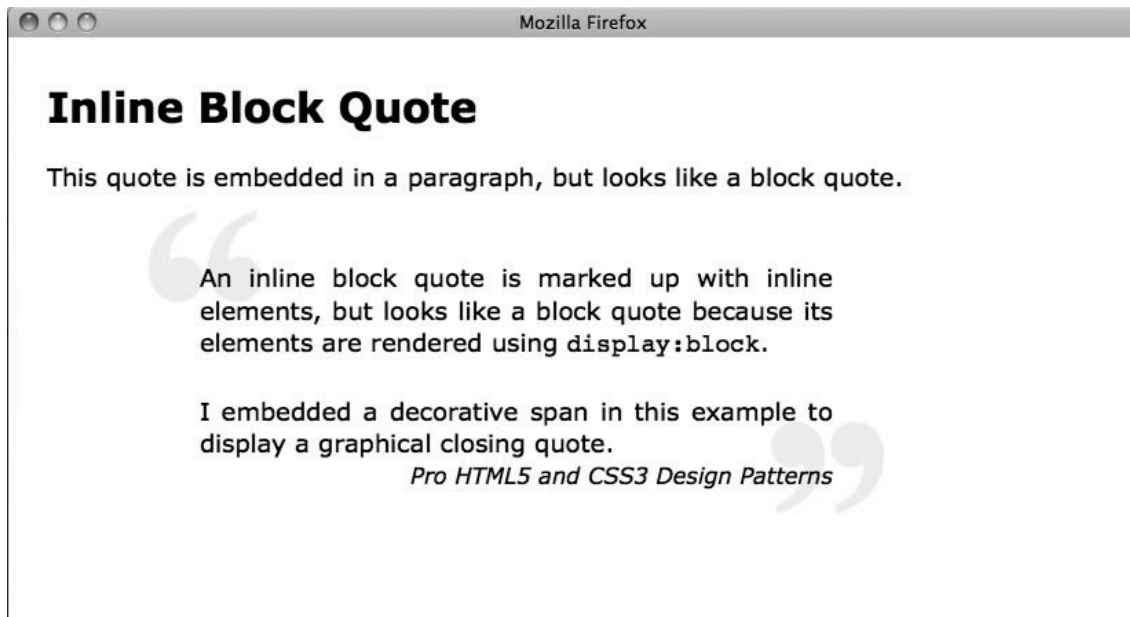 Mozilla Firefox
Inline Block Quote
This quote is embedded in a paragraph, but looks like a block quote.
“
An inline block quote is marked up with inline
elements, but looks like a block quote because its
elements are rendered using display:block.
I embedded a decorative span in this example to
display a graphical closing quote.
”
Pro HTML5 and CSS3 Design Patterns